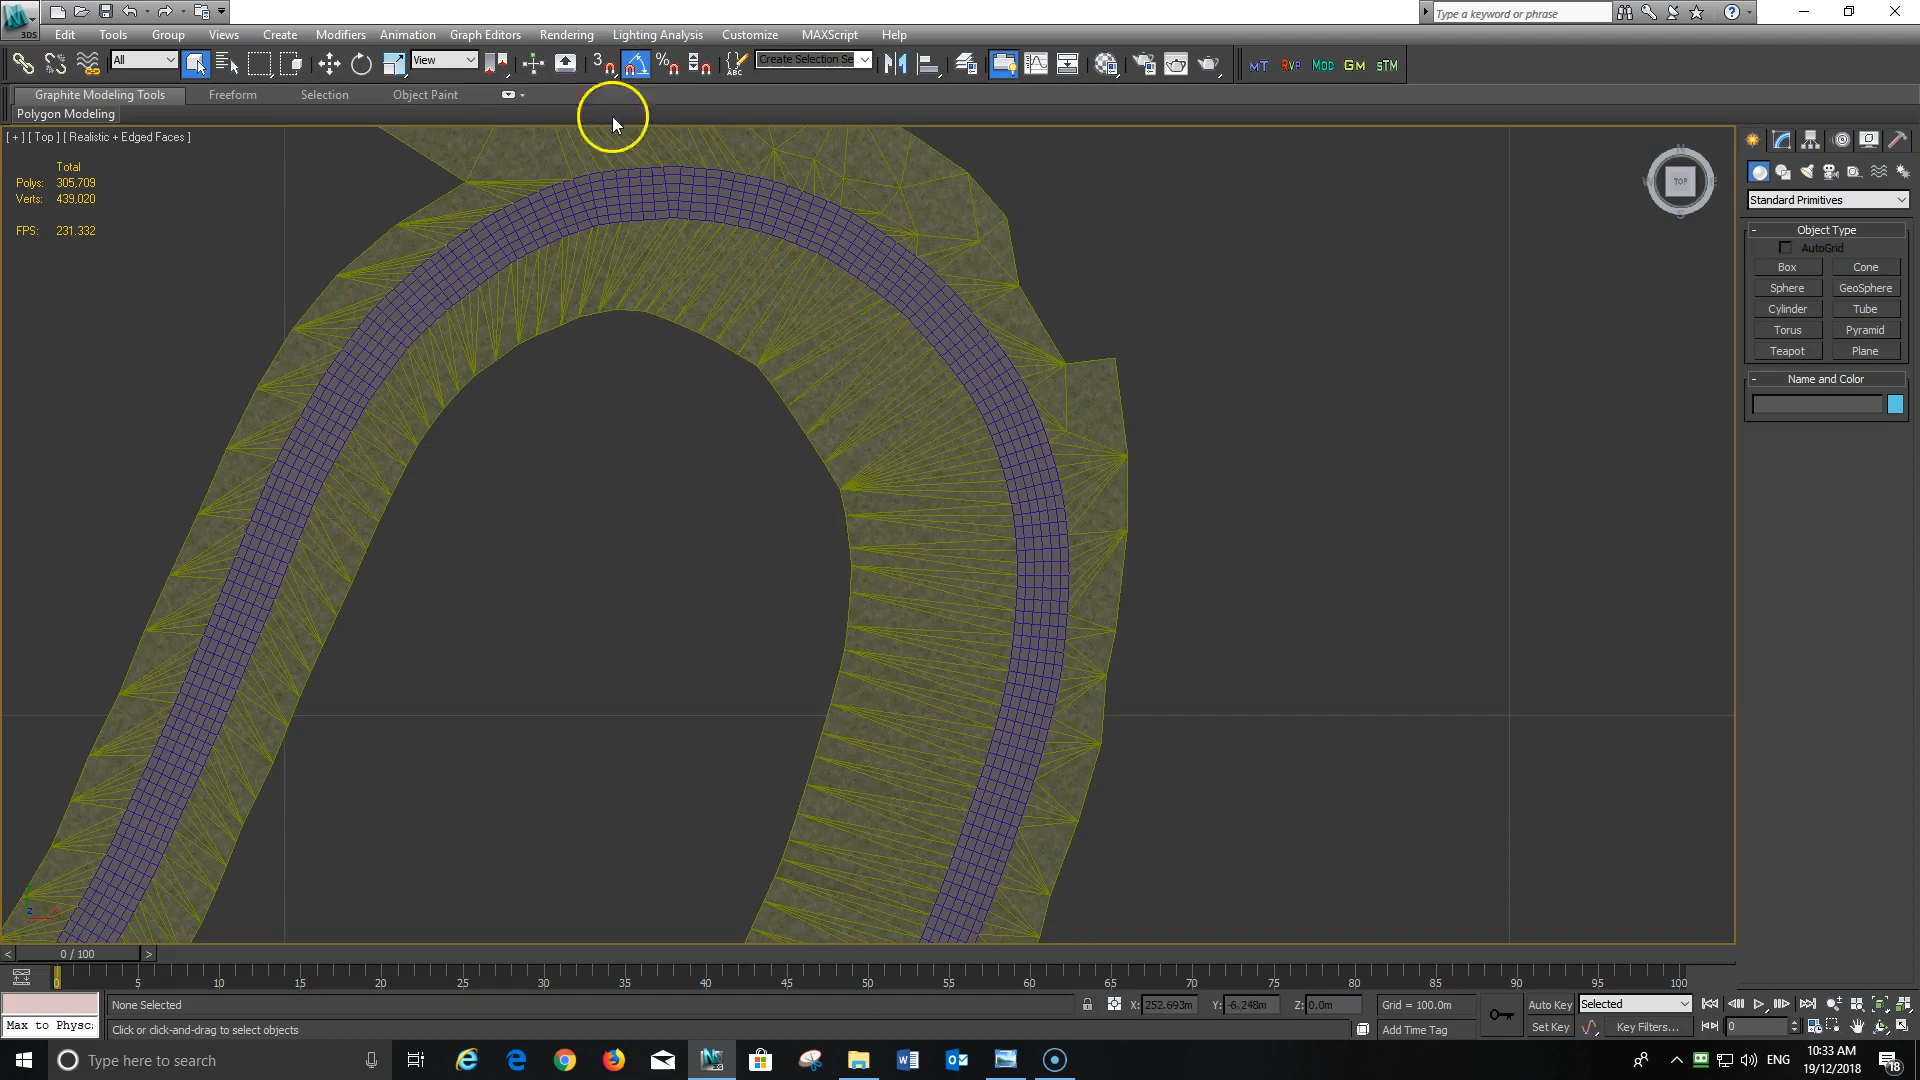 Type a keyword or phrase
3DS
Edit Tools Group Views Create Modifiers Animation Graph Editors Rendering Lighting Analysis Customize MAXScript Help
All View 3 % ABC Create Selection Se MT RVP MOD GM STM
Graphite Modeling Tools Freeform Selection Object Paint
Polygon Modeling
[ + ] [ Top ] [ Realistic + Edged Faces ]
Total
Polys: 305,709
Verts: 439,020
FPS: 231.332
TOP
Standard Primitives
- Object Type
AutoGrid
Box Cone
Sphere GeoSphere
Cylinder Tube
Torus Pyramid
Teapot Plane
- Name and Color
z
< 0 / 100 >
0 5 10 15 20 25 30 35 40 45 50 55 60 65 70 75 80 85 90 95 100
None Selected X: 252.693m Y: -6.248m Z: 0.0m Grid = 100.0m Auto Key Selected
Max to Physc: Click or click-and-drag to select objects Add Time Tag Set Key Key Filters... 0
Type here to search ENG 10:33 AM
19/12/2018 18